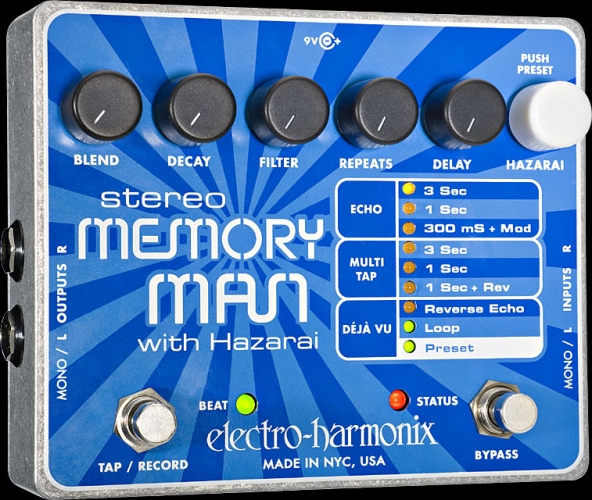 9V +
PUSH
PRESET
BLEND
DECAY
FILTER
REPEATS
DELAY
HAZARAI
stereo
MEMORY
MAN
with Hazarai
ECHO
3 Sec
1 Sec
300 mS + Mod
MULTI
TAP
3 Sec
1 Sec
1 Sec + Rev
DÉJÀ VU
Reverse Echo
Loop
Preset
MONO / L OUTPUTS R
MONO / L INPUTS R
BEAT
STATUS
electro-harmonix
MADE IN NYC, USA
TAP / RECORD
BYPASS